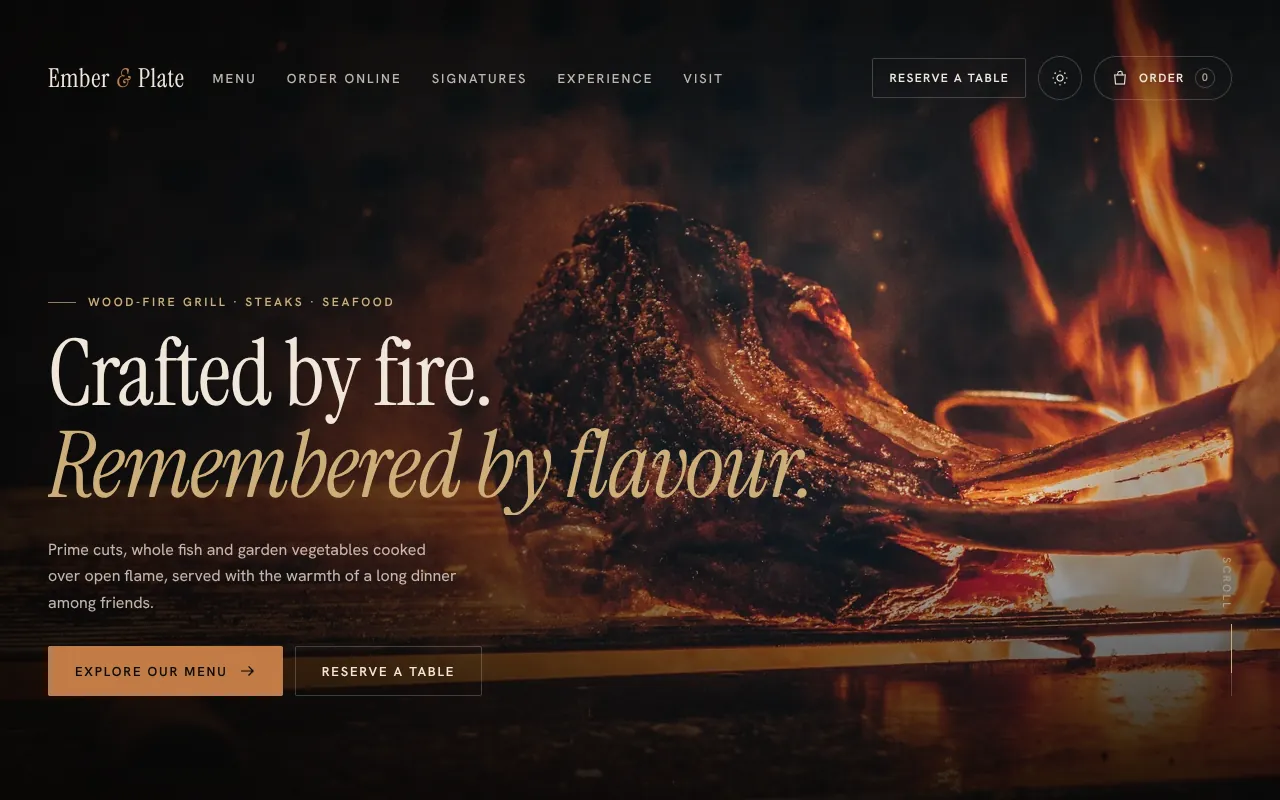 Ember & Plate
MENU
ORDER ONLINE
SIGNATURES
EXPERIENCE
VISIT
RESERVE A TABLE
ORDER 0
WOOD-FIRE GRILL · STEAKS · SEAFOOD
Crafted by fire.
Remembered by flavour.
Prime cuts, whole fish and garden vegetables cooked
over open flame, served with the warmth of a long dinner
among friends.
EXPLORE OUR MENU →
RESERVE A TABLE
SCROLL